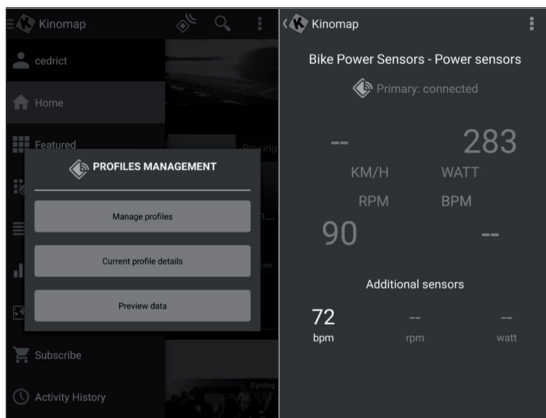 Kinomap
cedrict
Home
Featured
Rowing
PROFILES MANAGEMENT
Manage profiles
Current profile details
Preview data
Subscribe
Activity History
Cycling
Kinomap
Bike Power Sensors - Power sensors
Primary: connected
-- 283
KM/H WATT
RPM BPM
90 --
Additional sensors
72 -- --
bpm rpm watt